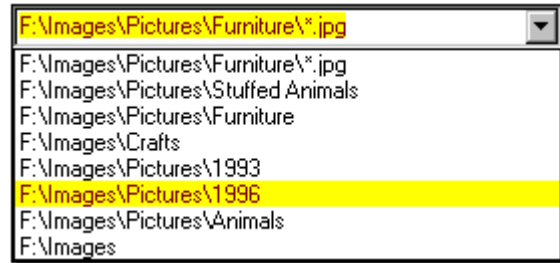 F:\Images\Pictures\Furniture\*.jpg
F:\Images\Pictures\Furniture\*.jpg
F:\Images\Pictures\Stuffed Animals
F:\Images\Pictures\Furniture
F:\Images\Crafts
F:\Images\Pictures\1993
F:\Images\Pictures\1996
F:\Images\Pictures\Animals
F:\Images